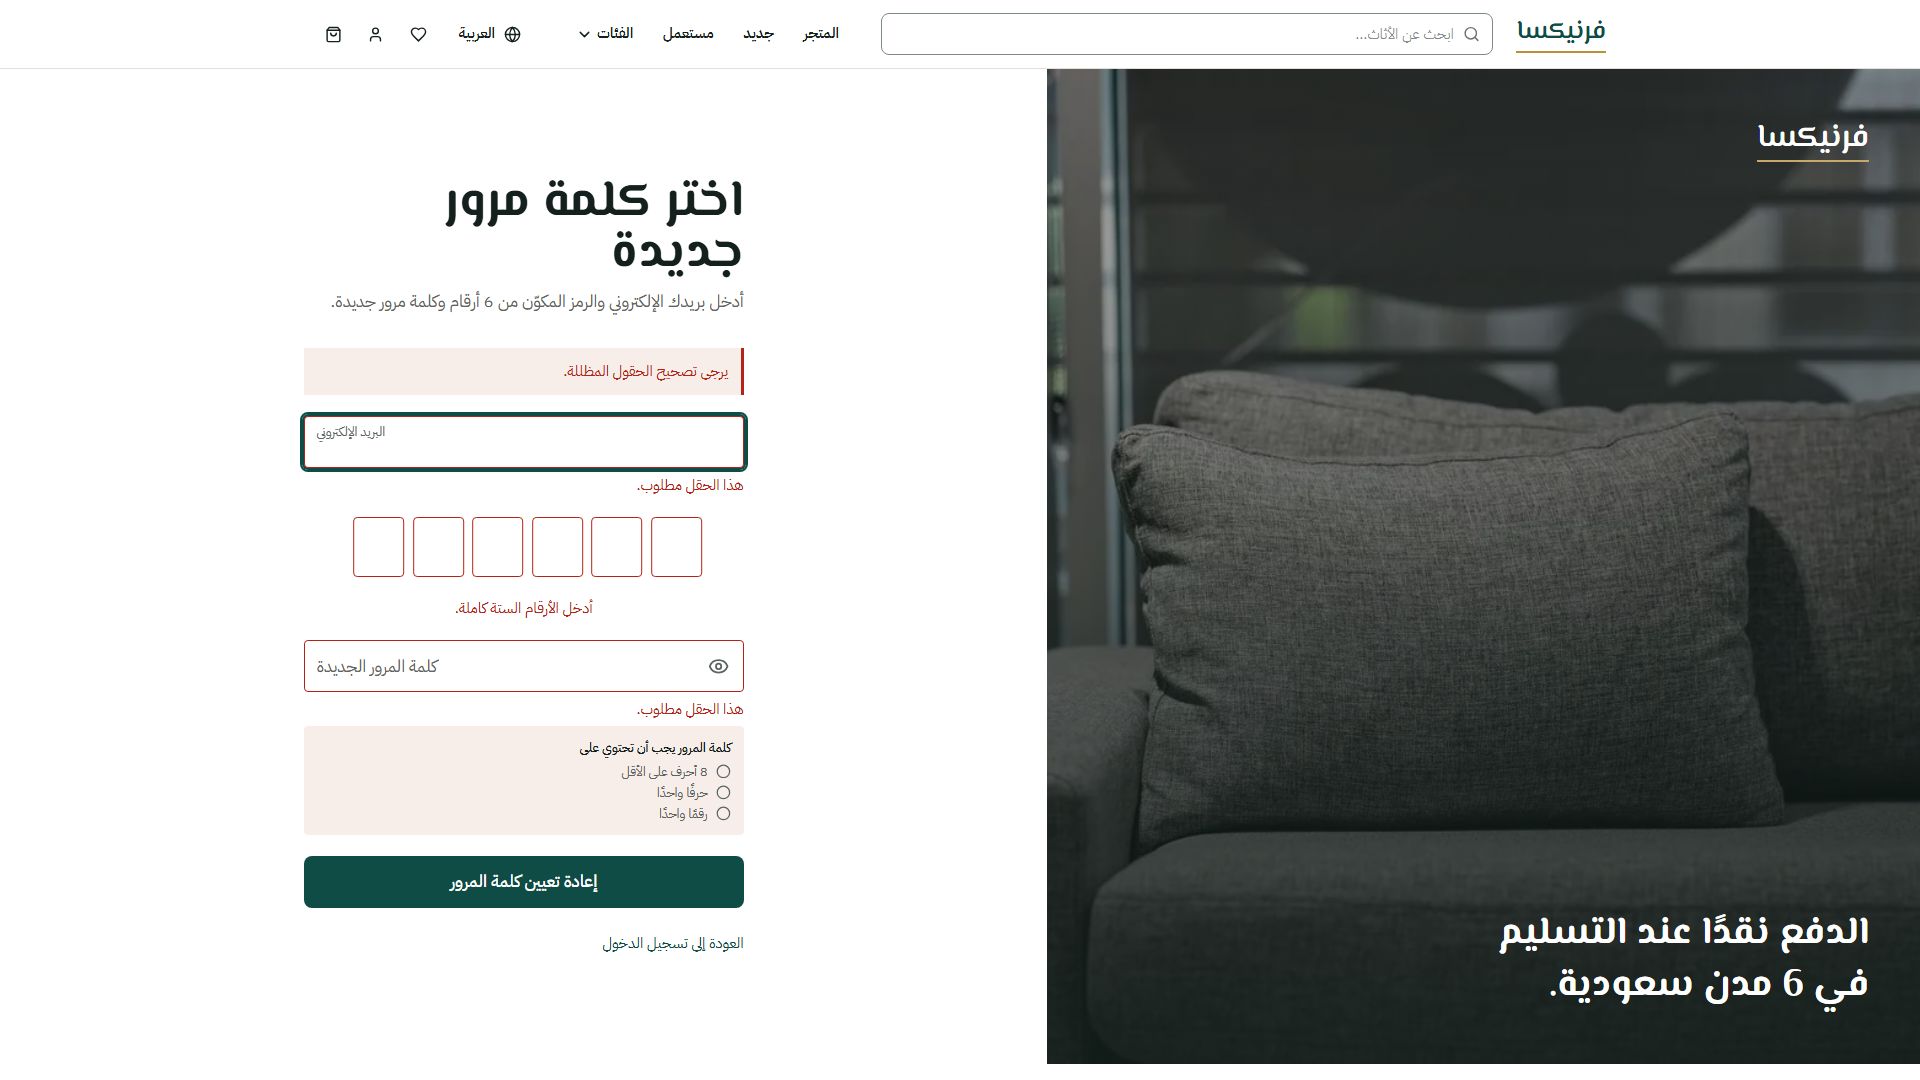 فرنيكسا
ابحث عن الأثاث...
المتجر
جديد
مستعمل
الفئات
العربية
فرنيكسا
الدفع نقدًا عند التسليم
في 6 مدن سعودية.
اختر كلمة مرور
جديدة
أدخل بريدك الإلكتروني والرمز المكوّن من 6 أرقام وكلمة مرور جديدة.
يرجى تصحيح الحقول المظللة.
البريد الإلكتروني
هذا الحقل مطلوب.
أدخل الأرقام الستة كاملة.
كلمة المرور الجديدة
هذا الحقل مطلوب.
كلمة المرور يجب أن تحتوي على
8 أحرف على الأقل
حرفًا واحدًا
رقمًا واحدًا
إعادة تعيين كلمة المرور
العودة إلى تسجيل الدخول